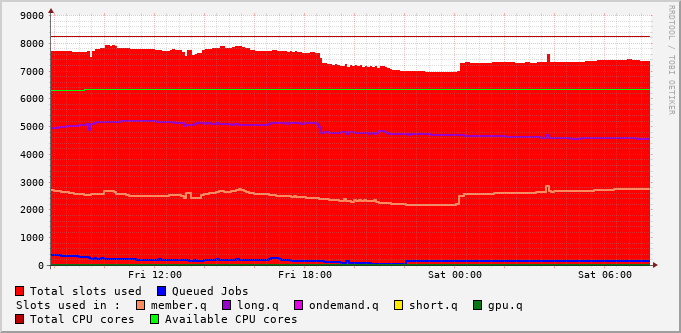 RRDTOOL / TOBI OETIKER
9000
8000
7000
6000
5000
4000
3000
2000
1000
0
Fri 12:00 Fri 18:00 Sat 00:00 Sat 06:00
Total slots used Queued Jobs
Slots used in : member.q long.q ondemand.q short.q gpu.q
Total CPU cores Available CPU cores